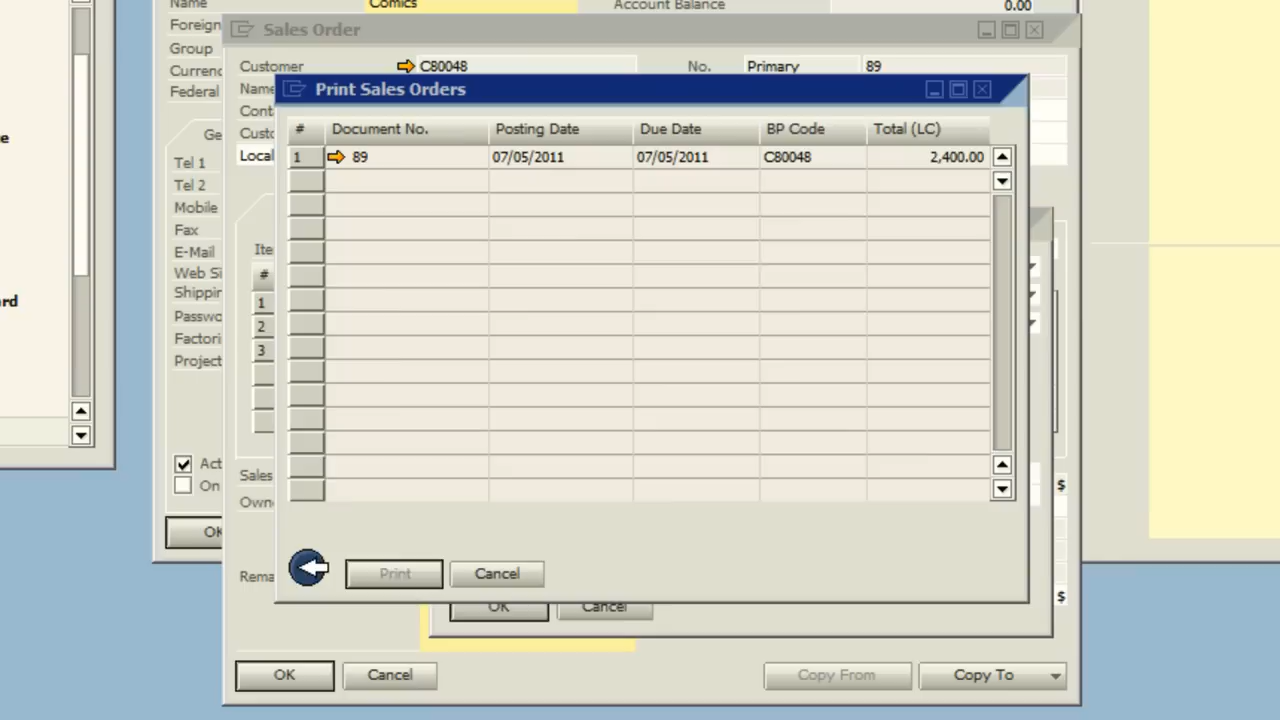 Name Comics Account Balance 0.00
Foreign
Group
Currenc
Federal
Ge
Tel 1
Tel 2
Mobile
Fax
E-Mail
Web Si
Shippin
Passwo
Factori
Project
Act
On
OK
e
rd
Sales Order
Customer C80048 No. Primary 89
Name
Cont
Custo
Local
Ite
#
1
2
3
Sales
Owne
Rema
$
$
Print Sales Orders
# Document No. Posting Date Due Date BP Code Total (LC)
1 89 07/05/2011 07/05/2011 C80048 2,400.00
Print Cancel
OK Cancel
OK Cancel Copy From Copy To